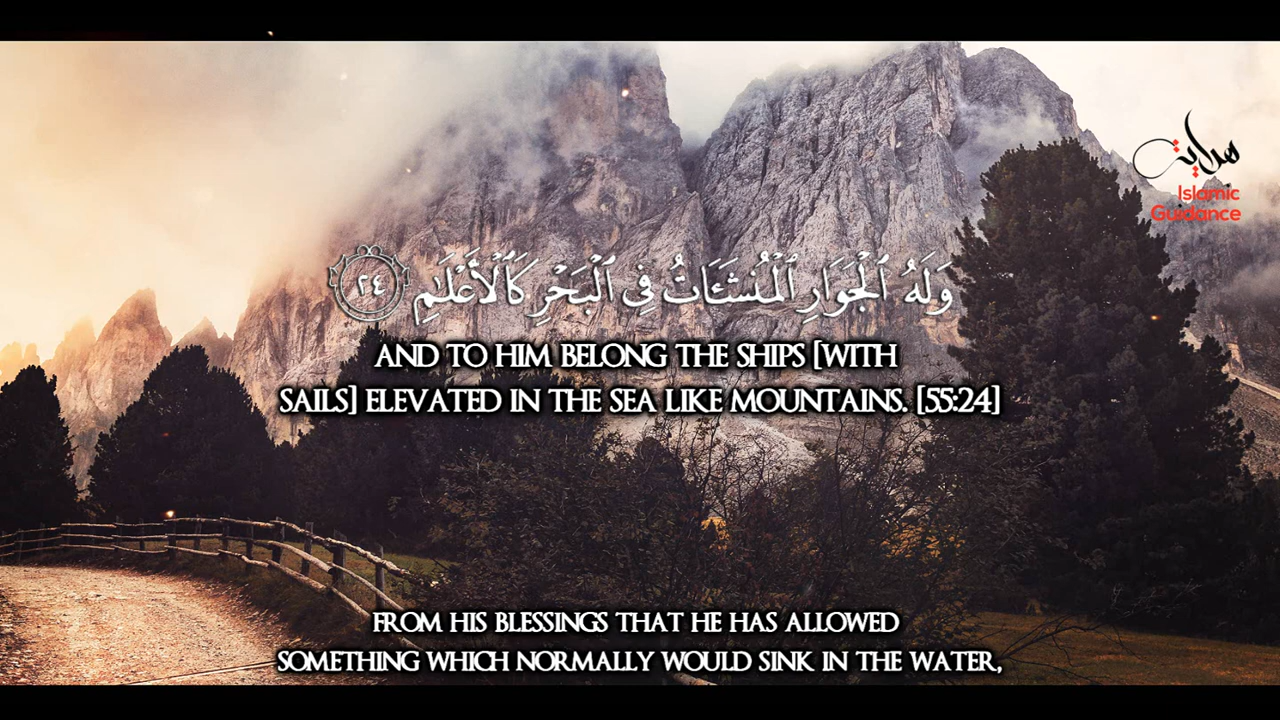 هداية
Islamic
Guidance
وَلَهُ ٱلْجَوَارِ ٱلْمُنشَـَٔاتُ فِى ٱلْبَحْرِ كَٱلْأَعْلَـٰمِ ٢٤
AND TO HIM BELONG THE SHIPS [WITH
SAILS] ELEVATED IN THE SEA LIKE MOUNTAINS. [55:24]
FROM HIS BLESSINGS THAT HE HAS ALLOWED
SOMETHING WHICH NORMALLY WOULD SINK IN THE WATER,